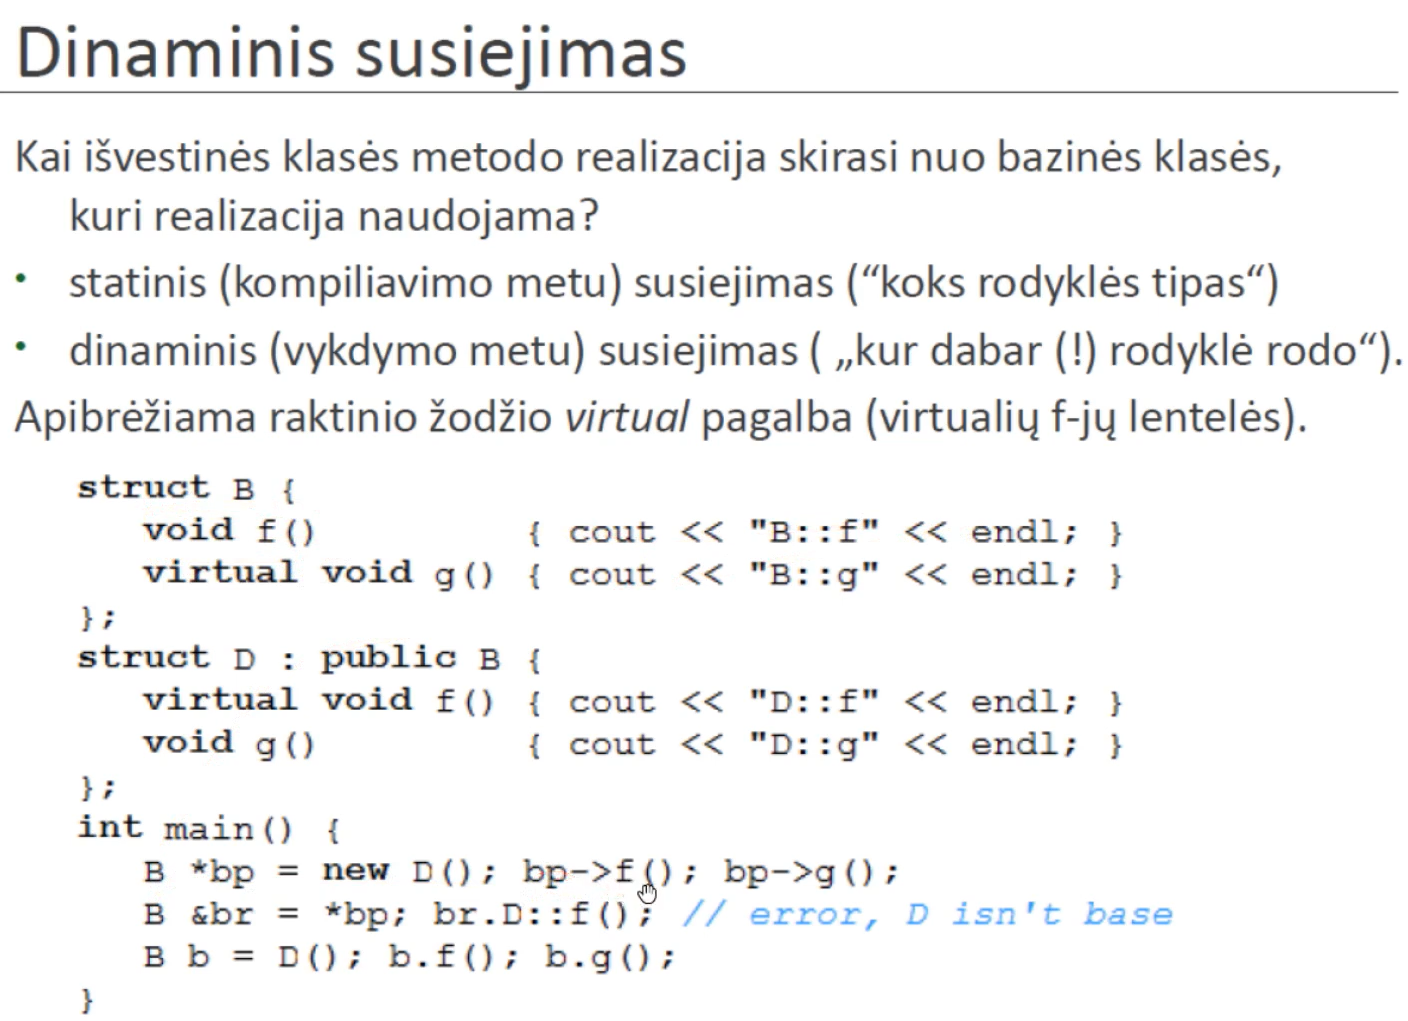 Dinaminis susiejimas
Kai išvestinės klasės metodo realizacija skirasi nuo bazinės klasės,
kuri realizacija naudojama?
• statinis (kompiliavimo metu) susiejimas (“koks rodyklės tipas“)
• dinaminis (vykdymo metu) susiejimas ( „kur dabar (!) rodyklė rodo“).
Apibrėžiama raktinio žodžio virtual pagalba (virtualių f-jų lentelės).
struct B {
void f() { cout << "B::f" << endl; }
virtual void g() { cout << "B::g" << endl; }
};
struct D : public B {
virtual void f() { cout << "D::f" << endl; }
void g() { cout << "D::g" << endl; }
};
int main() {
B *bp = new D(); bp->f(); bp->g();
B &br = *bp; br.D::f(); // error, D isn't base
B b = D(); b.f(); b.g();
}